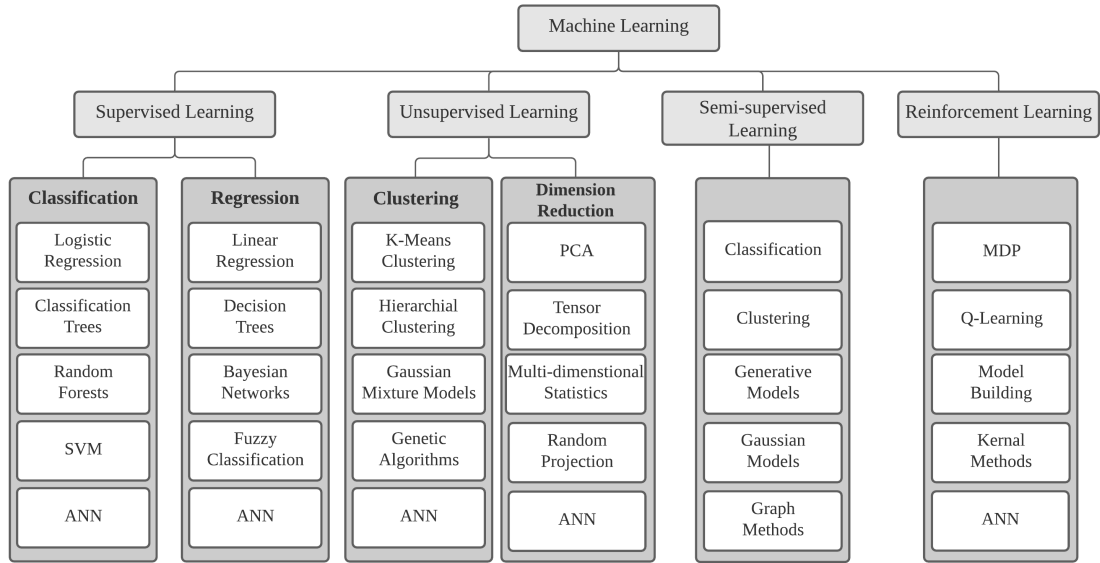 Machine Learning
Supervised Learning
Unsupervised Learning
Semi-supervised
Learning
Reinforcement Learning
Classification
Logistic
Regression
Classification
Trees
Random
Forests
SVM
ANN
Regression
Linear
Regression
Decision
Trees
Bayesian
Networks
Fuzzy
Classification
ANN
Clustering
K-Means
Clustering
Hierarchial
Clustering
Gaussian
Mixture Models
Genetic
Algorithms
ANN
Dimension
Reduction
PCA
Tensor
Decomposition
Multi-dimenstional
Statistics
Random
Projection
ANN
Classification
Clustering
Generative
Models
Gaussian
Models
Graph
Methods
MDP
Q-Learning
Model
Building
Kernal
Methods
ANN